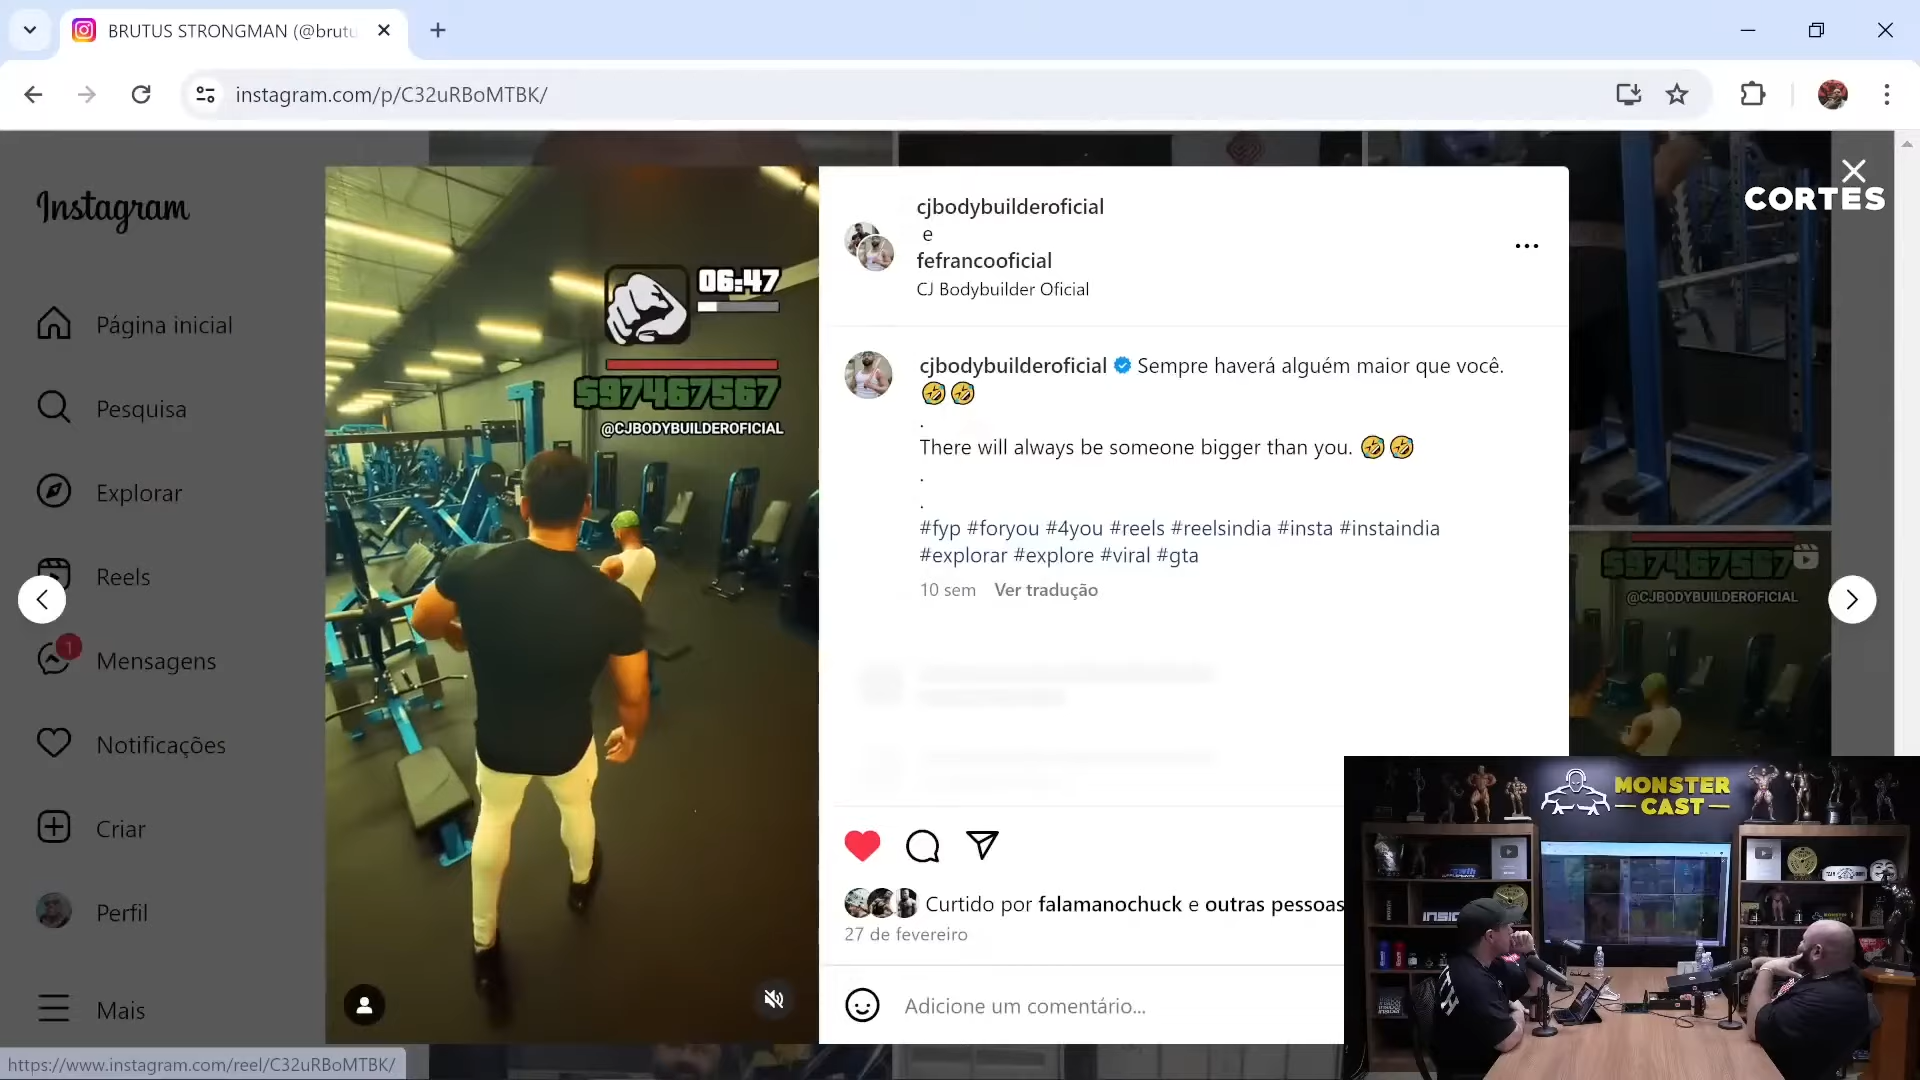 BRUTUS STRONGMAN (@brutu
instagram.com/p/C32uRBoMTBK/
CORTES
Instagram
Página inicial
Pesquisa
Explorar
Reels
1
Mensagens
Notificações
Criar
Perfil
Mais
06:47
$97467567
@CJBODYBUILDEROFICIAL
cjbodybuilderoficial
e
fefrancooficial
CJ Bodybuilder Oficial
cjbodybuilderoficial Sempre haverá alguém maior que você.
🤣🤣
.
There will always be someone bigger than you. 🤣🤣
.
.
#fyp #foryou #4you #reels #reelsindia #insta #instaindia
#explorar #explore #viral #gta
10 sem Ver tradução
$97467567
@CJBODYBUILDEROFICIAL
Curtido por falamanochuck e outras pessoas
27 de fevereiro
Adicione um comentário...
MONSTER
CAST
https://www.instagram.com/reel/C32uRBoMTBK/